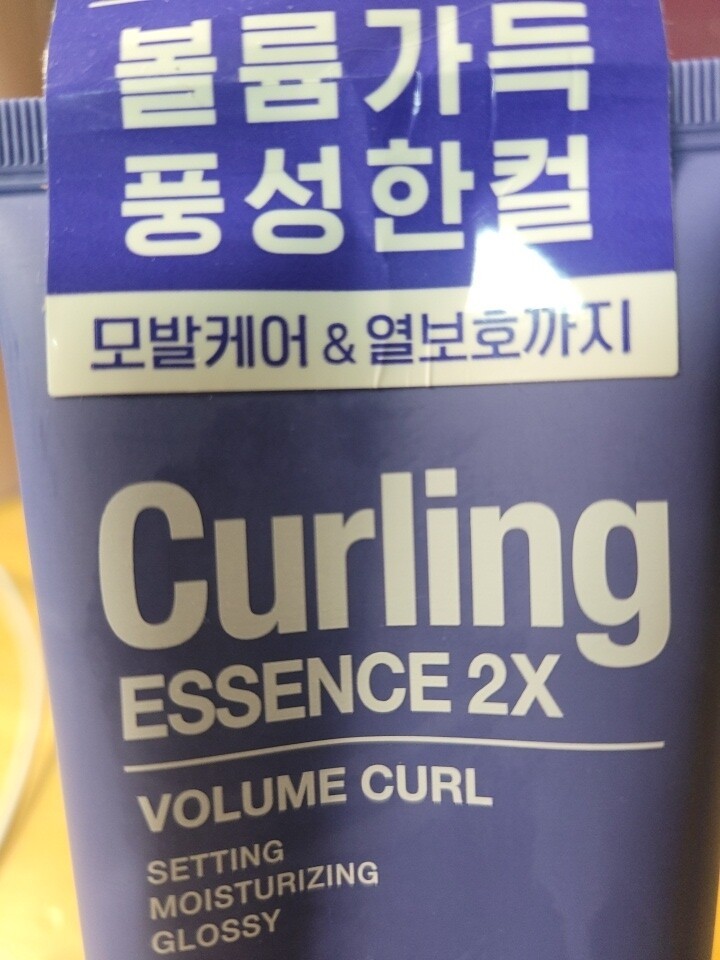 볼륨가득
풍성한컬
모발케어 & 열보호까지
Curling
ESSENCE 2X
VOLUME CURL
SETTING
MOISTURIZING
GLOSSY